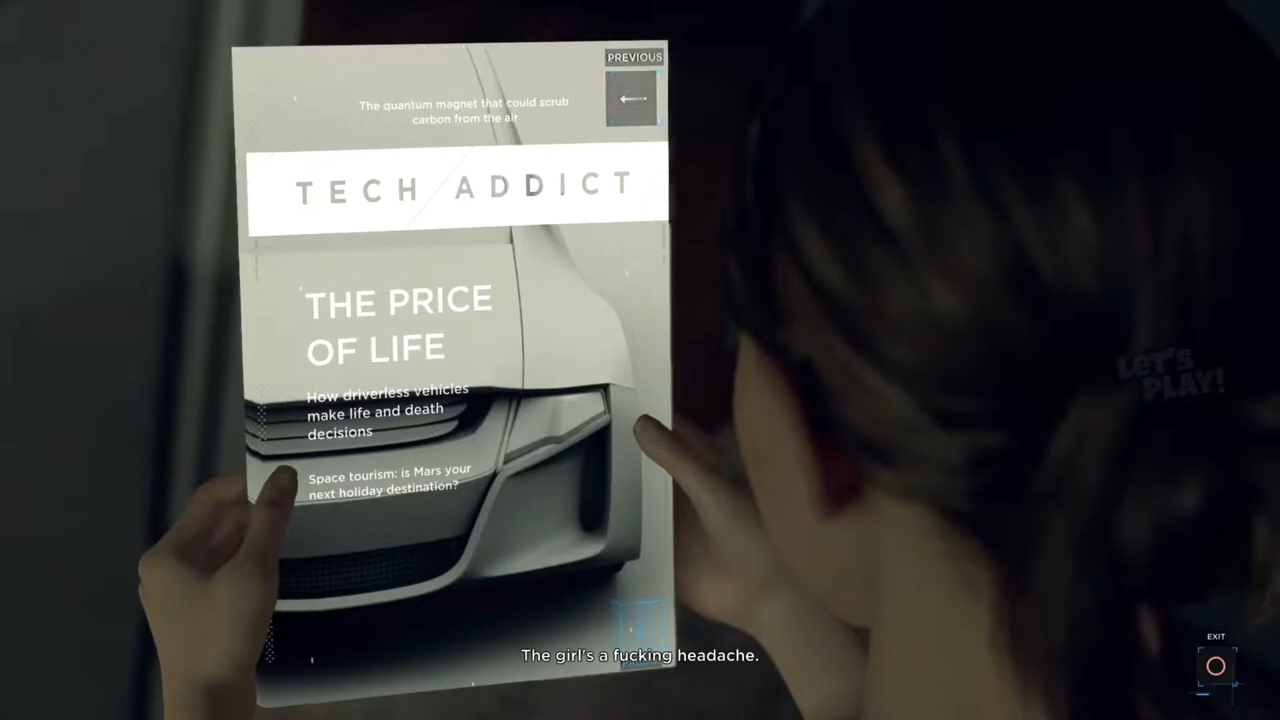 PREVIOUS
The quantum magnet that could scrub
carbon from the air
TECH ADDICT
THE PRICE
OF LIFE
How driverless vehicles
make life and death
decisions
Space tourism: is Mars your
next holiday destination?
LET'S
PLAY!
EXIT
The girl's a fucking headache.